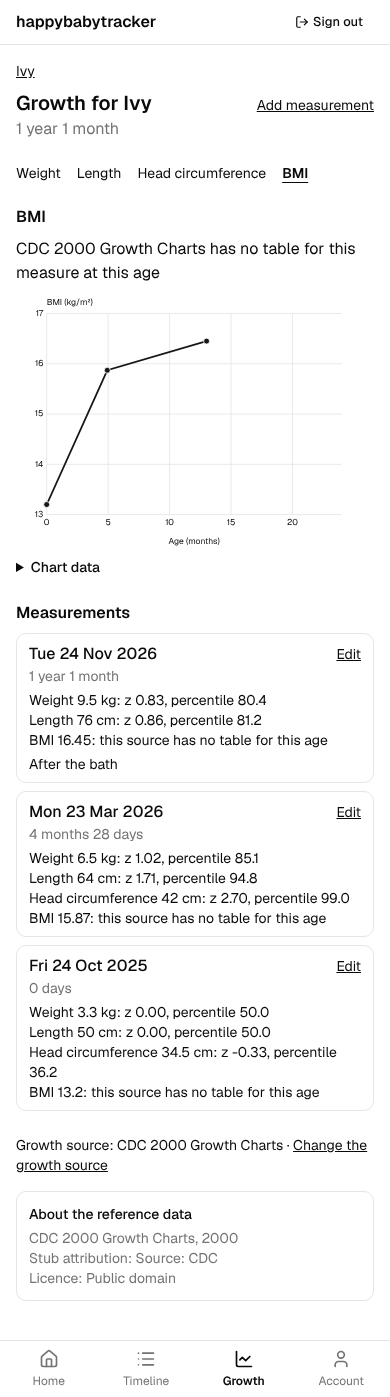 happybabytracker
Sign out
Ivy
Growth for Ivy
Add measurement
1 year 1 month
Weight Length Head circumference BMI
BMI
CDC 2000 Growth Charts has no table for this
measure at this age
BMI (kg/m²)
17
16
15
14
13
0 5 10 15 20
Age (months)
Chart data
Measurements
Tue 24 Nov 2026
Edit
1 year 1 month
Weight 9.5 kg: z 0.83, percentile 80.4
Length 76 cm: z 0.86, percentile 81.2
BMI 16.45: this source has no table for this age
After the bath
Mon 23 Mar 2026
Edit
4 months 28 days
Weight 6.5 kg: z 1.02, percentile 85.1
Length 64 cm: z 1.71, percentile 94.8
Head circumference 42 cm: z 2.70, percentile 99.0
BMI 15.87: this source has no table for this age
Fri 24 Oct 2025
Edit
0 days
Weight 3.3 kg: z 0.00, percentile 50.0
Length 50 cm: z 0.00, percentile 50.0
Head circumference 34.5 cm: z -0.33, percentile
36.2
BMI 13.2: this source has no table for this age
Growth source: CDC 2000 Growth Charts · Change the
growth source
About the reference data
CDC 2000 Growth Charts, 2000
Stub attribution: Source: CDC
Licence: Public domain
Home Timeline Growth Account